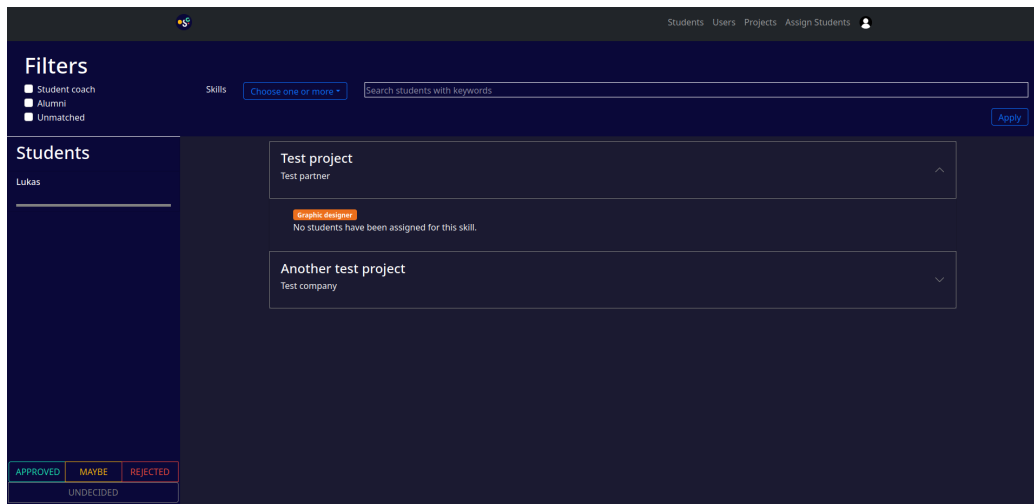 Students Users Projects Assign Students
Filters
Student coach
Alumni
Unmatched
Skills
Choose one or more
Search students with keywords
Apply
Students
Lukas
Test project
Test partner
Graphic designer
No students have been assigned for this skill.
Another test project
Test company
APPROVED MAYBE REJECTED
UNDECIDED